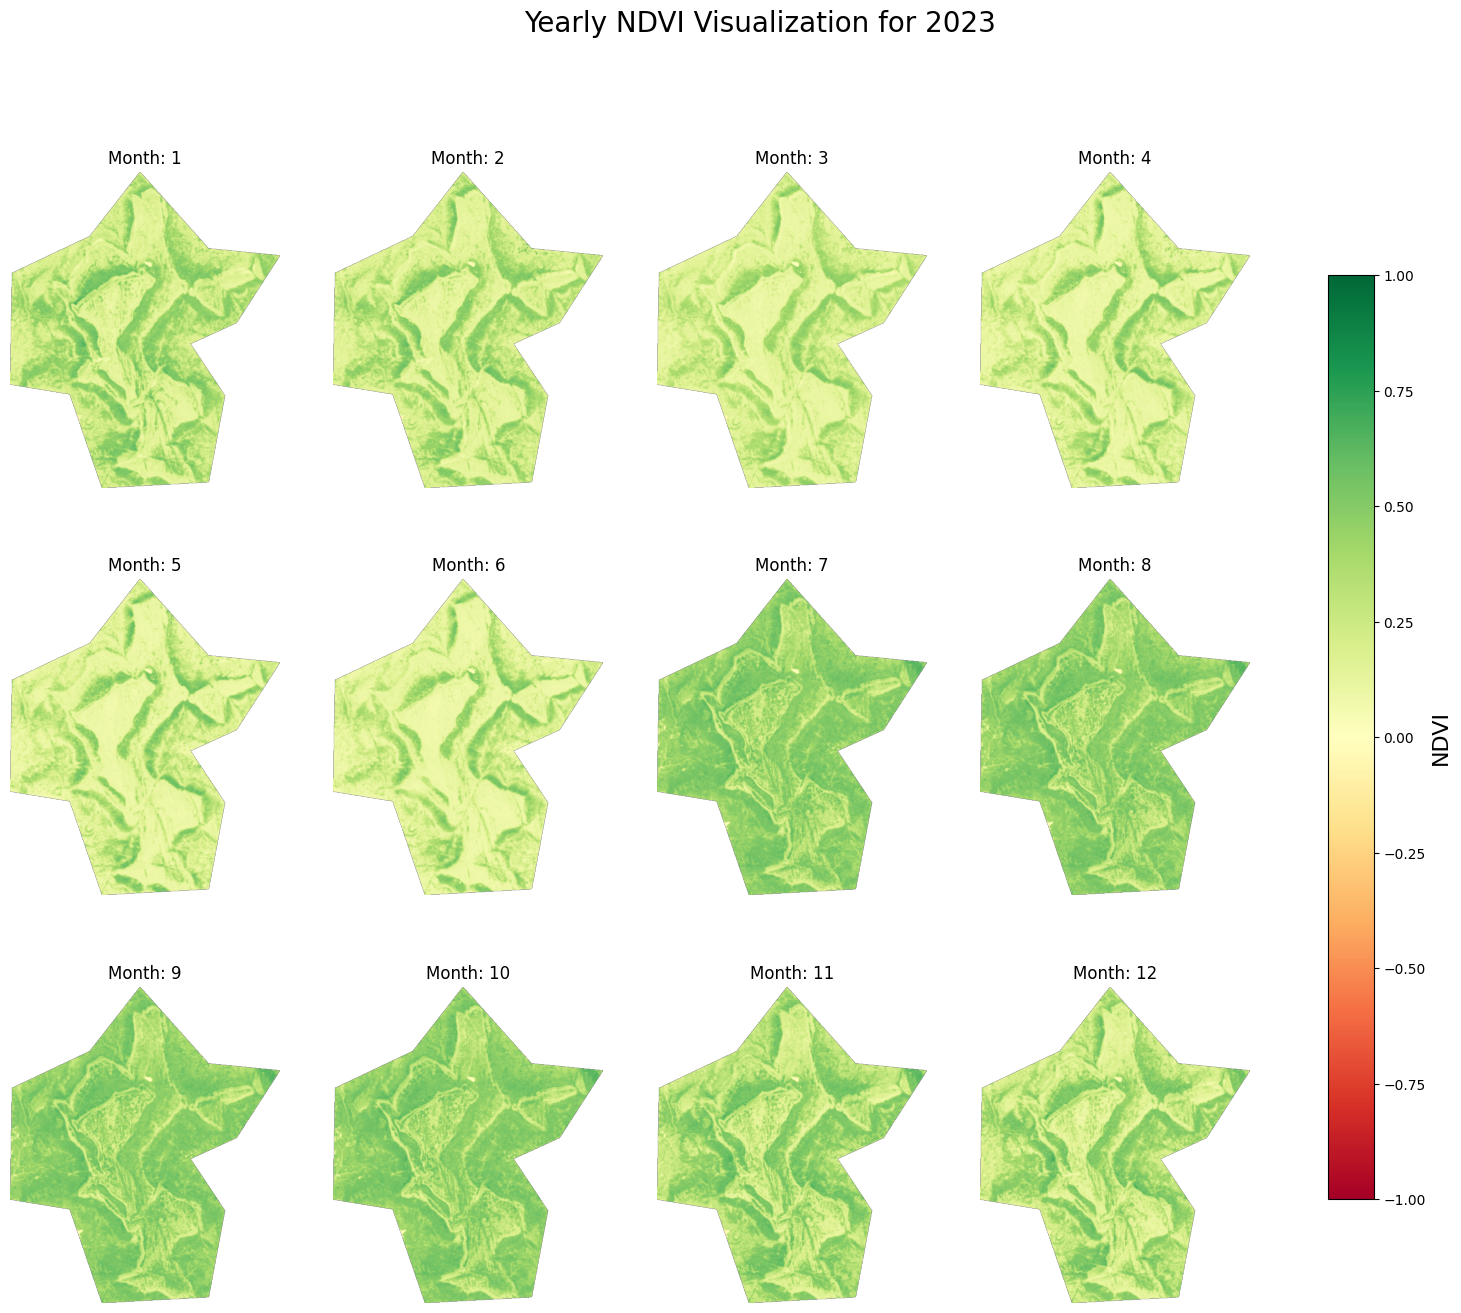 Yearly NDVI Visualization for 2023
Month: 1
Month: 2
Month: 3
Month: 4
Month: 5
Month: 6
Month: 7
Month: 8
Month: 9
Month: 10
Month: 11
Month: 12
1.00
0.75
0.50
0.25
0.00
−0.25
−0.50
−0.75
−1.00
NDVI